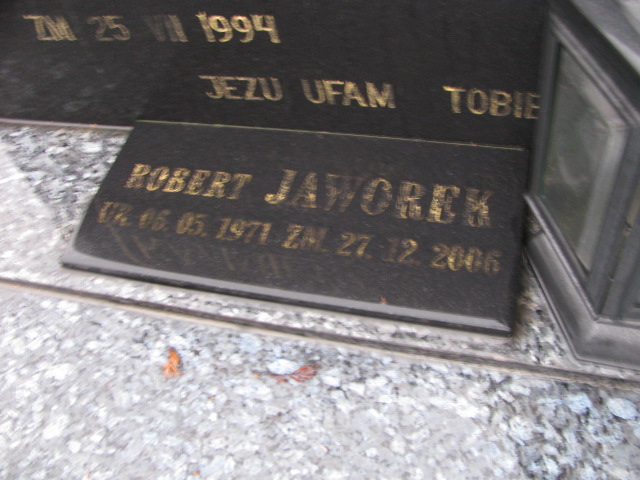 ZM 25 VII 1994
JEZU UFAM TOBIE
ROBERT JAWOREK
UR. 06. 05. 1971 ZM. 27. 12. 2006